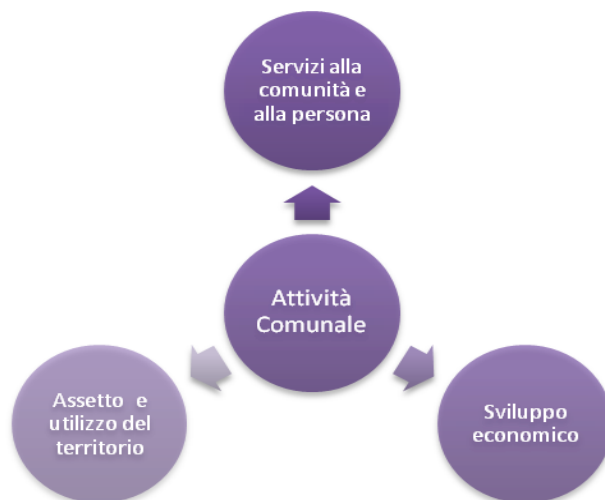 Servizi alla
comunità e
alla persona
Attività
Comunale
Assetto e
utilizzo del
territorio
Sviluppo
economico